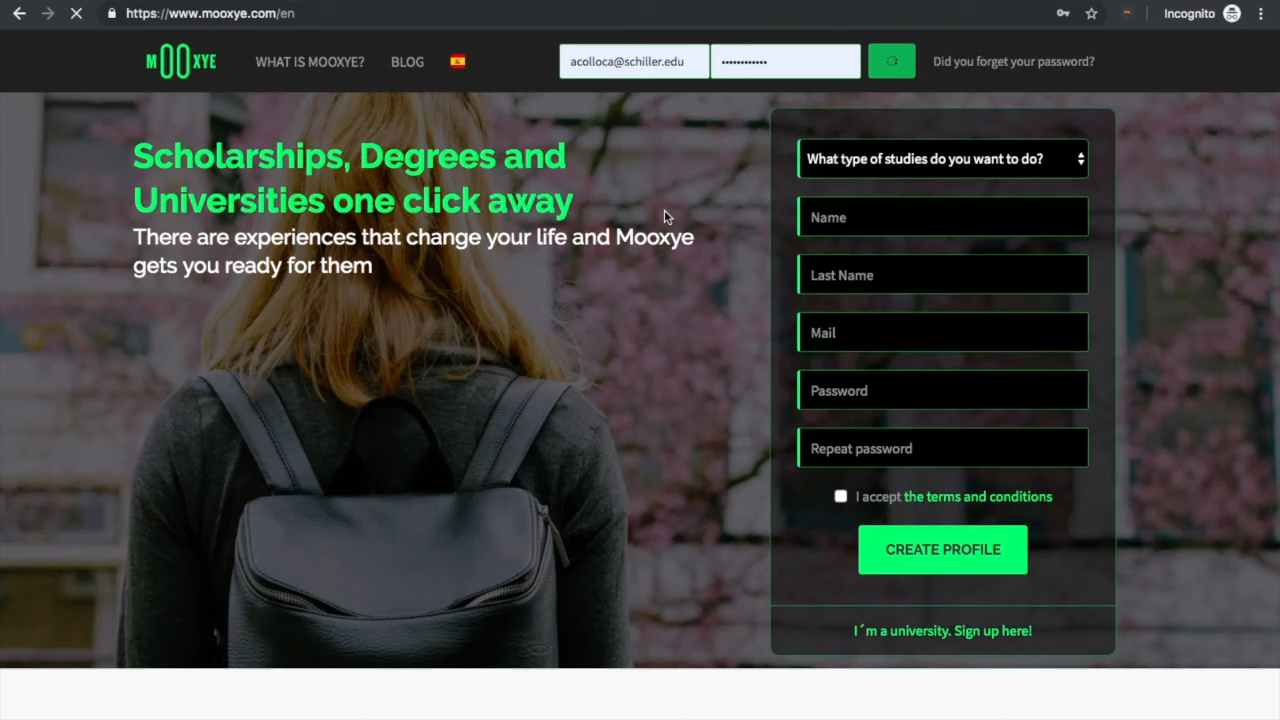 https://www.mooxye.com/en
Incognito
MOOXYE
WHAT IS MOOXYE?
BLOG
acolloca@schiller.edu
••••••••••••
Did you forget your password?
Scholarships, Degrees and
Universities one click away
There are experiences that change your life and Mooxye
gets you ready for them
What type of studies do you want to do?
Name
Last Name
Mail
Password
Repeat password
I accept the terms and conditions
CREATE PROFILE
I´m a university. Sign up here!